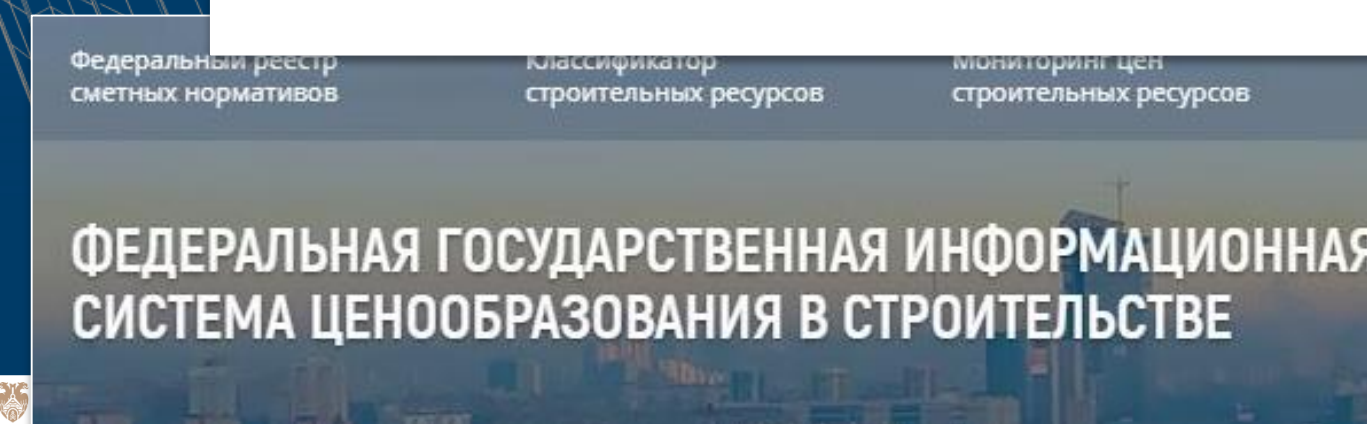 Федеральный реестр
сметных нормативов
Классификатор
строительных ресурсов
Мониторинг цен
строительных ресурсов
ФЕДЕРАЛЬНАЯ ГОСУДАРСТВЕННАЯ ИНФОРМАЦИОННАЯ
СИСТЕМА ЦЕНООБРАЗОВАНИЯ В СТРОИТЕЛЬСТВЕ